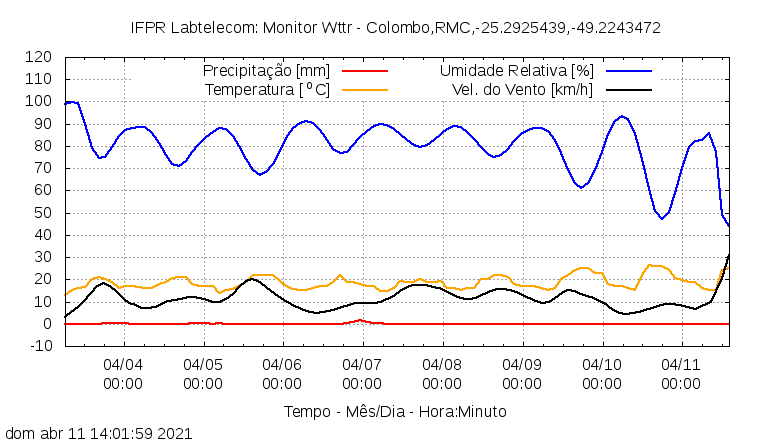 IFPR Labtelecom: Monitor Wttr - Colombo,RMC,-25.2925439,-49.2243472
Precipitação [mm]
Umidade Relativa [%]
Temperatura [ºC]
Vel. do Vento [km/h]
120
110
100
90
80
70
60
50
40
30
20
10
0
-10
04/04 04/05 04/06 04/07 04/08 04/09 04/10 04/11
00:00 00:00 00:00 00:00 00:00 00:00 00:00 00:00
Tempo - Mês/Dia - Hora:Minuto
dom abr 11 14:01:59 2021